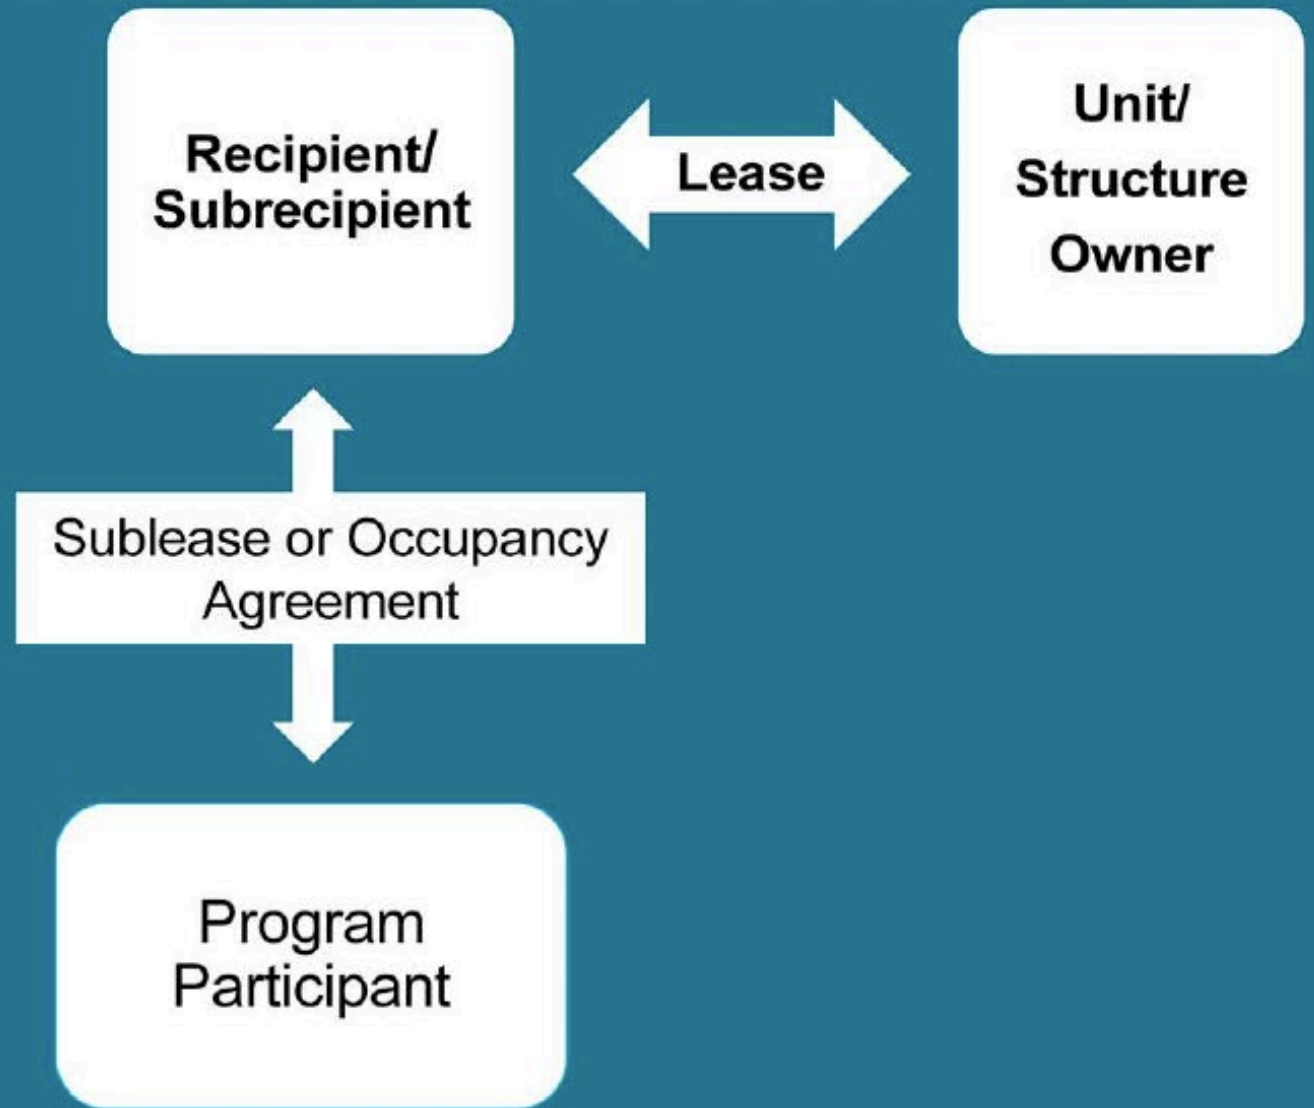 Recipient/
Subrecipient
Lease
Unit/
Structure
Owner
Sublease or Occupancy
Agreement
Program
Participant